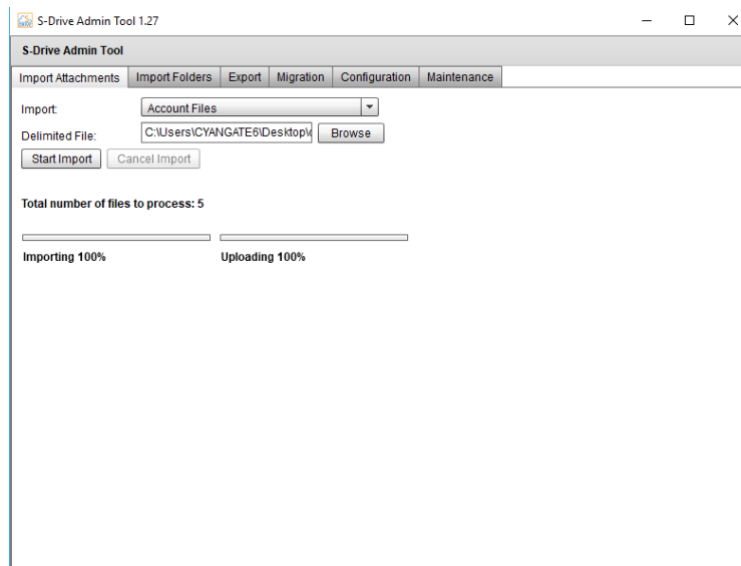 S-Drive Admin Tool 1.27
S-Drive Admin Tool
Import Attachments Import Folders Export Migration Configuration Maintenance
Import: Account Files
Delimited File: C:\Users\CYANGATE6\Desktop\ Browse
Start Import Cancel Import
Total number of files to process: 5
Importing 100% Uploading 100%